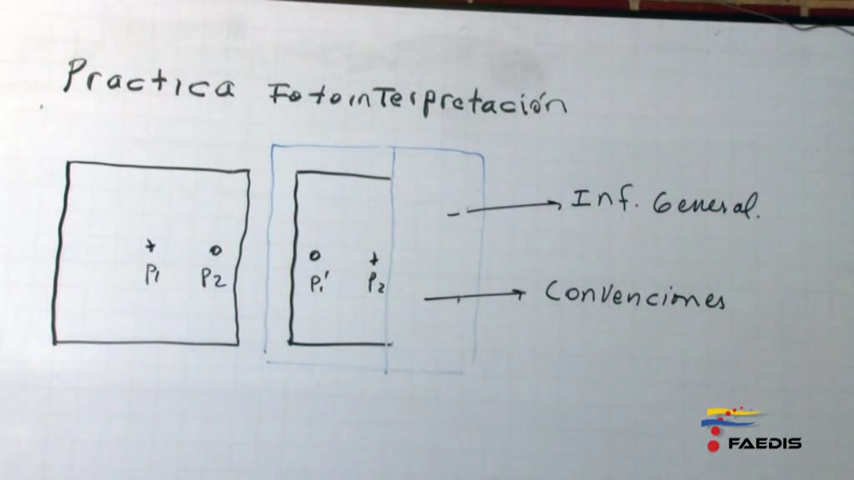 Practica Fotointerpretación
P1 P2
P1' P2
Inf. General.
Convenciones
FAEDIS